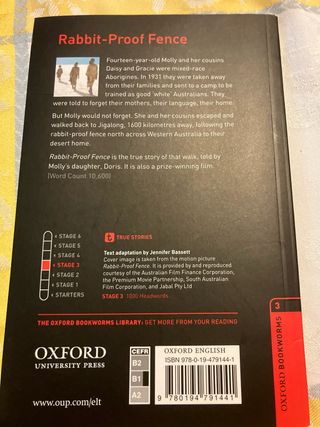 Rabbit-Proof Fence
Fourteen-year-old Molly and her cousins
Daisy and Gracie were mixed-race
Aborigines. In 1931 they were taken away
from their families and sent to a camp to be
trained as good 'white' Australians. They
were told to forget their mothers, their language, their home.
But Molly would not forget. She and her cousins escaped and
walked back to Jigalong, 1600 kilometres away, following the
rabbit-proof fence north across Western Australia to their
desert home.
Rabbit-Proof Fence is the true story of that walk, told by
Molly's daughter, Doris. It is also a prize-winning film.
[Word Count 10,600]
STAGE 6
STAGE 5
STAGE 4
STAGE 3
STAGE 2
STAGE 1
STARTERS
t TRUE STORIES
Text adaptation by Jennifer Bassett
Cover image is taken from the motion picture
Rabbit-Proof Fence. It is provided and reproduced
courtesy of the Australian Film Finance Corporation,
the Premium Movie Partnership, South Australian
Film Corporation, and Jabal Pty Ltd
STAGE 3 1000 Headwords
THE OXFORD BOOKWORMS LIBRARY: GET MORE FROM YOUR READING
OXFORD
UNIVERSITY PRESS
www.oup.com/elt
CEFR
B2
B1
A2
OXFORD ENGLISH
ISBN 978-0-19-479144-1
9 780194 791441
3
OXFORD BOOKWORMS